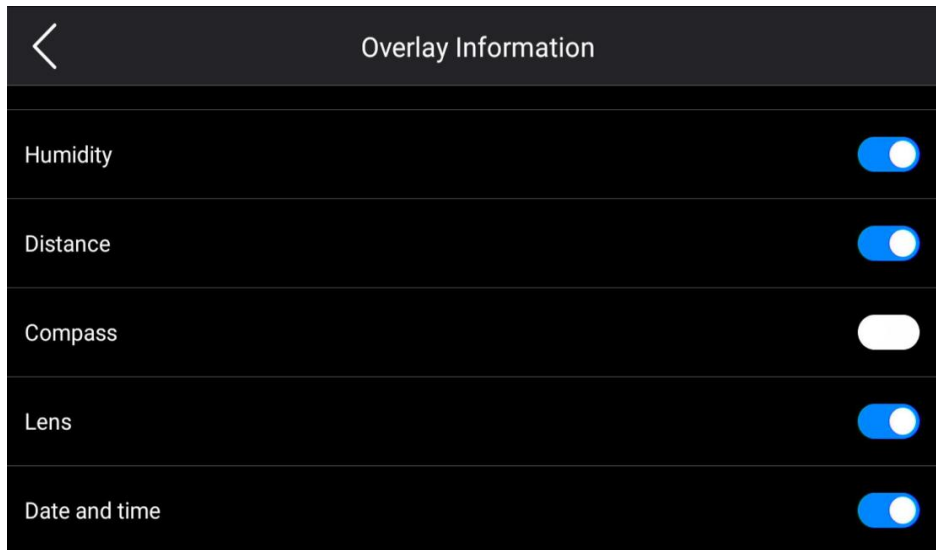 Overlay Information
Humidity
Distance
Compass
Lens
Date and time